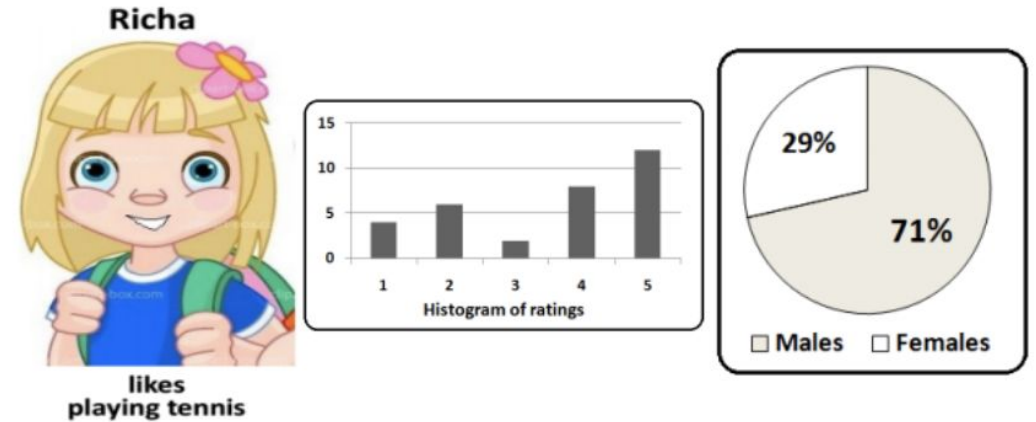 Richa
likes
playing tennis
15
10
5
0
1 2 3 4 5
Histogram of ratings
29%
71%
Males Females